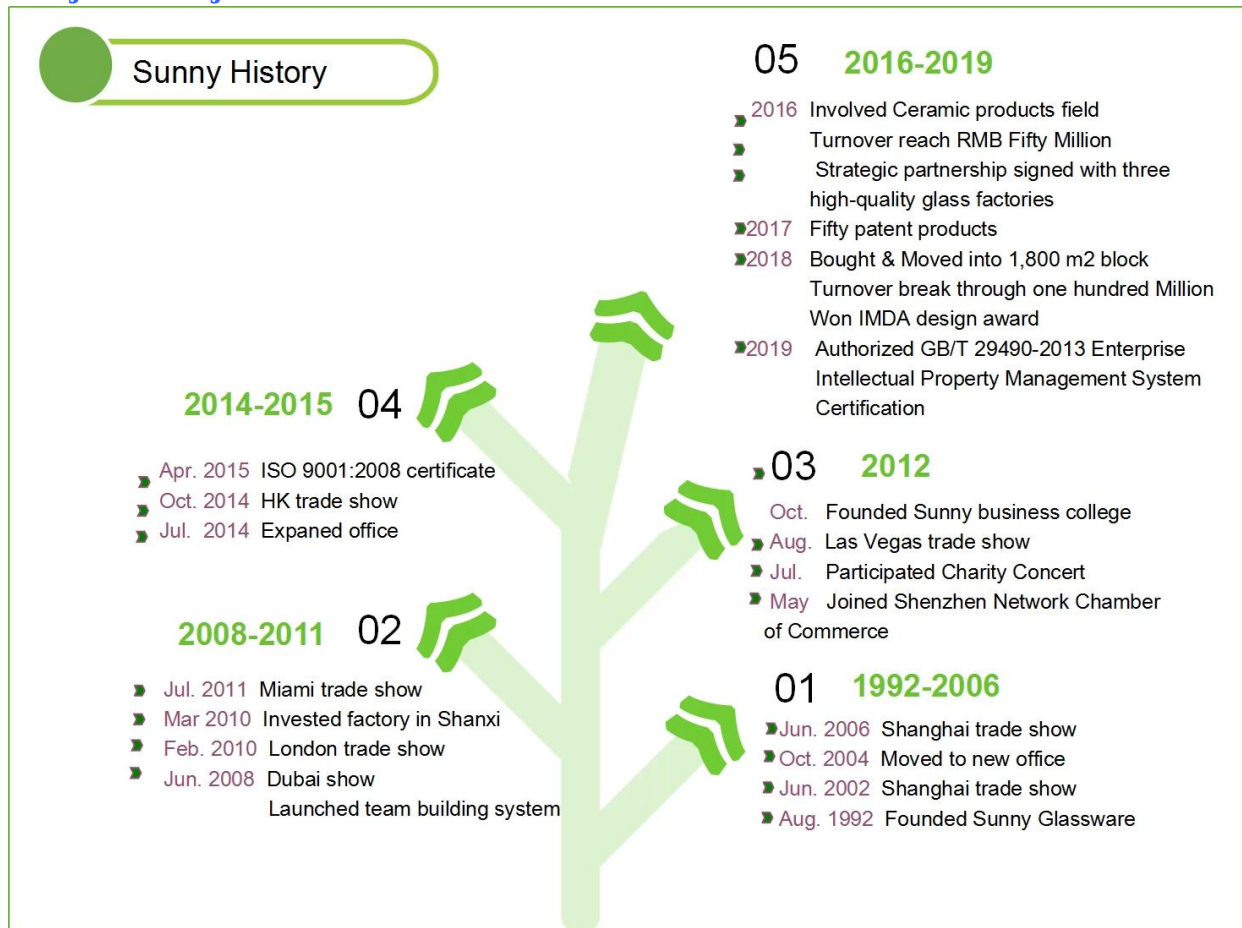 Sunny History
05 2016-2019
2016 Involved Ceramic products field
Turnover reach RMB Fifty Million
Strategic partnership signed with three
high-quality glass factories
2017 Fifty patent products
2018 Bought & Moved into 1,800 m2 block
Turnover break through one hundred Million
Won IMDA design award
2019 Authorized GB/T 29490-2013 Enterprise
Intellectual Property Management System
Certification
2014-2015 04
Apr. 2015 ISO 9001:2008 certificate
Oct. 2014 HK trade show
Jul. 2014 Expaned office
03 2012
Oct. Founded Sunny business college
Aug. Las Vegas trade show
Jul. Participated Charity Concert
May Joined Shenzhen Network Chamber
of Commerce
2008-2011 02
Jul. 2011 Miami trade show
Mar 2010 Invested factory in Shanxi
Feb. 2010 London trade show
Jun. 2008 Dubai show
Launched team building system
01 1992-2006
Jun. 2006 Shanghai trade show
Oct. 2004 Moved to new office
Jun. 2002 Shanghai trade show
Aug. 1992 Founded Sunny Glassware